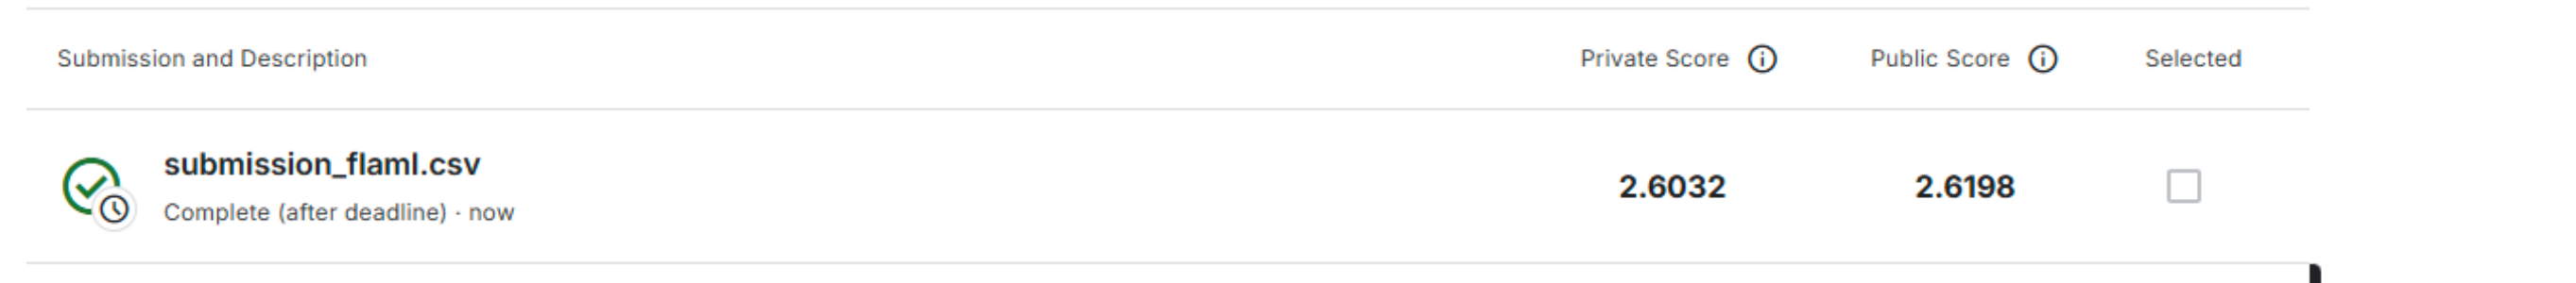 Submission and Description Private Score Public Score Selected
submission_flaml.csv 2.6032 2.6198
Complete (after deadline) · now